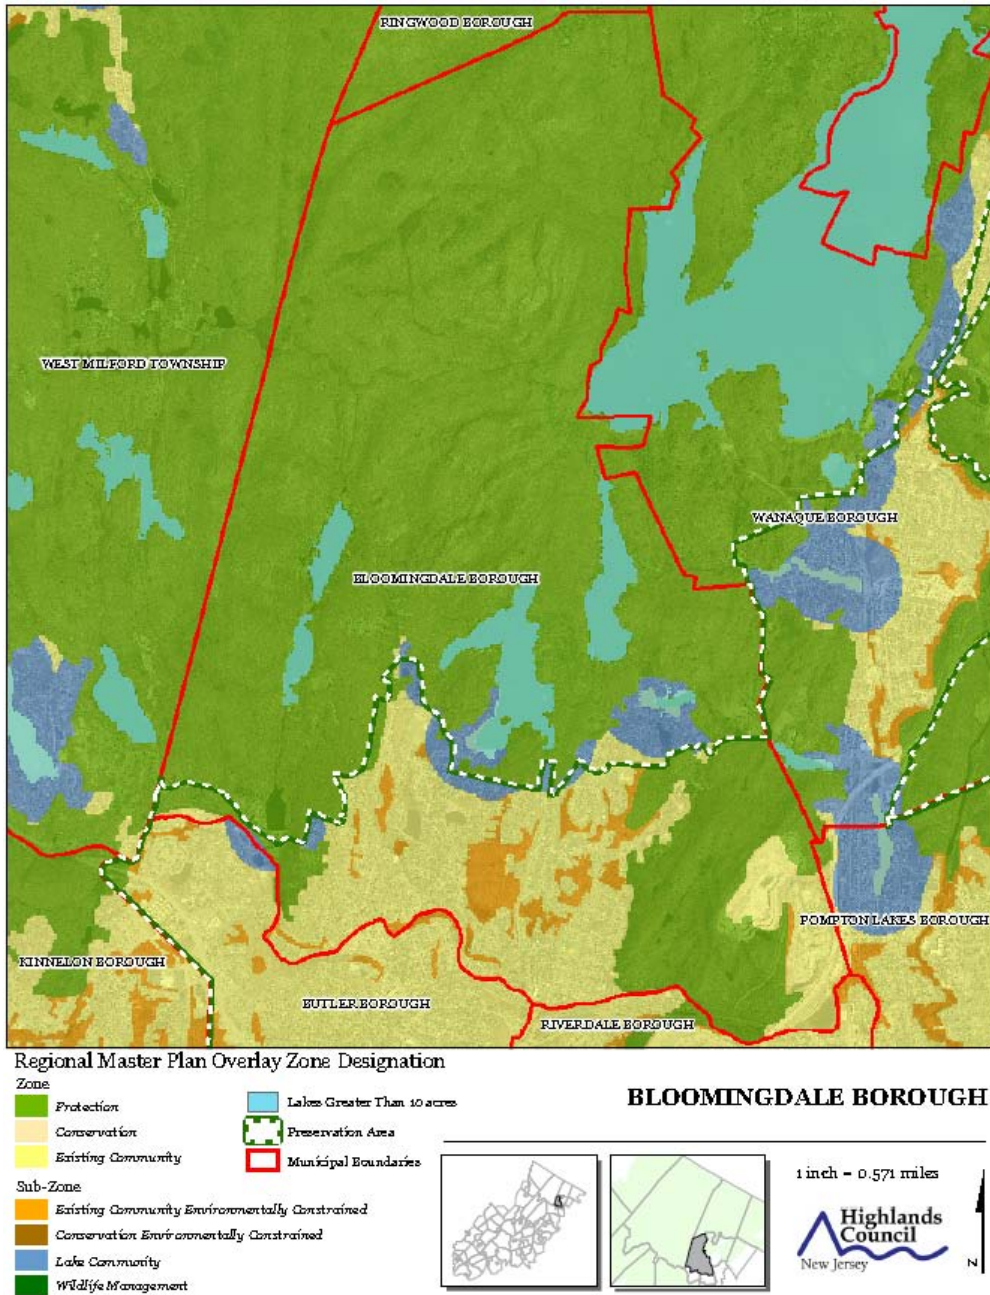 RINGWOOD BOROUGH
WEST MILFORD TOWNSHIP
WANAQUE BOROUGH
BLOOMINGDALE BOROUGH
POMPTON LAKES BOROUGH
KINNELON BOROUGH
BUTLER BOROUGH
RIVERDALE BOROUGH
Regional Master Plan Overlay Zone Designation
Zone
Protection
Conservation
Existing Community
Lakes Greater Than 10 acres
Preservation Area
Municipal Boundaries
Sub-Zone
Existing Community Environmentally Constrained
Conservation Environmentally Constrained
Lake Community
Wildlife Management
BLOOMINGDALE BOROUGH
1 inch = 0.571 miles
Highlands
Council
New Jersey
N